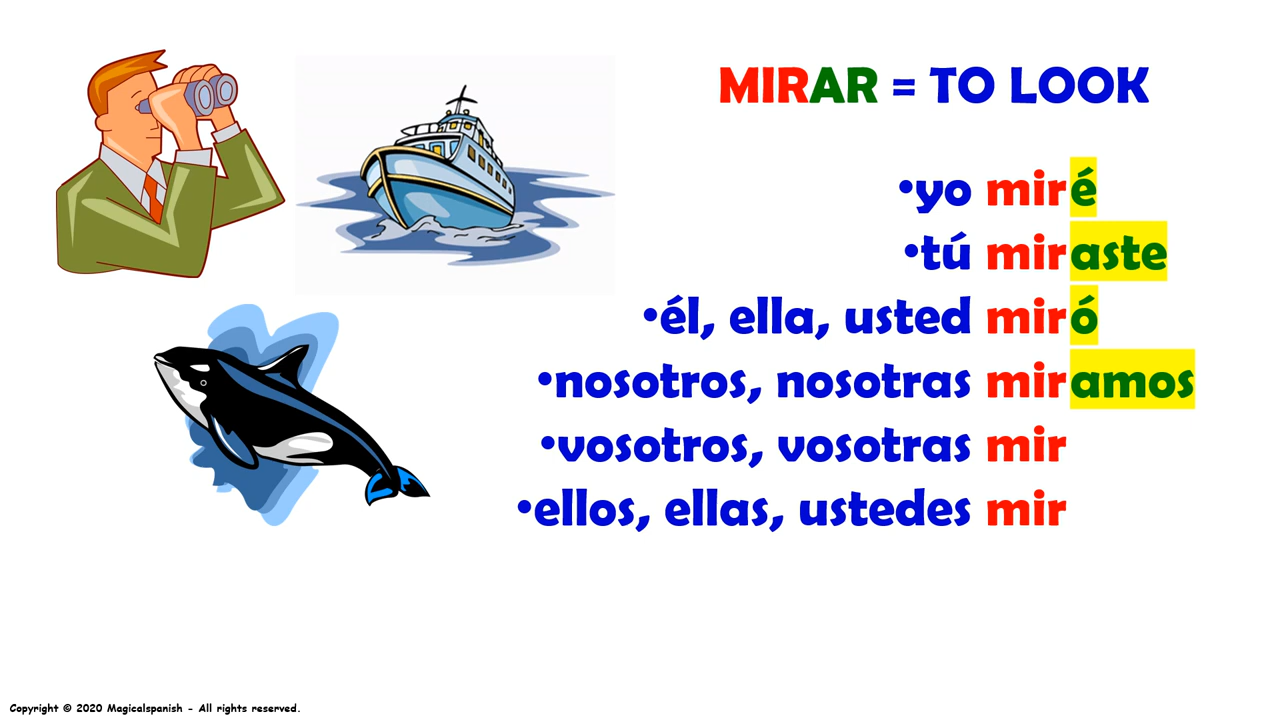 MIRAR = TO LOOK
•yo miré
•tú miraste
•él, ella, usted miró
•nosotros, nosotras miramos
•vosotros, vosotras mir
•ellos, ellas, ustedes mir
Copyright © 2020 Magicalspanish - All rights reserved.